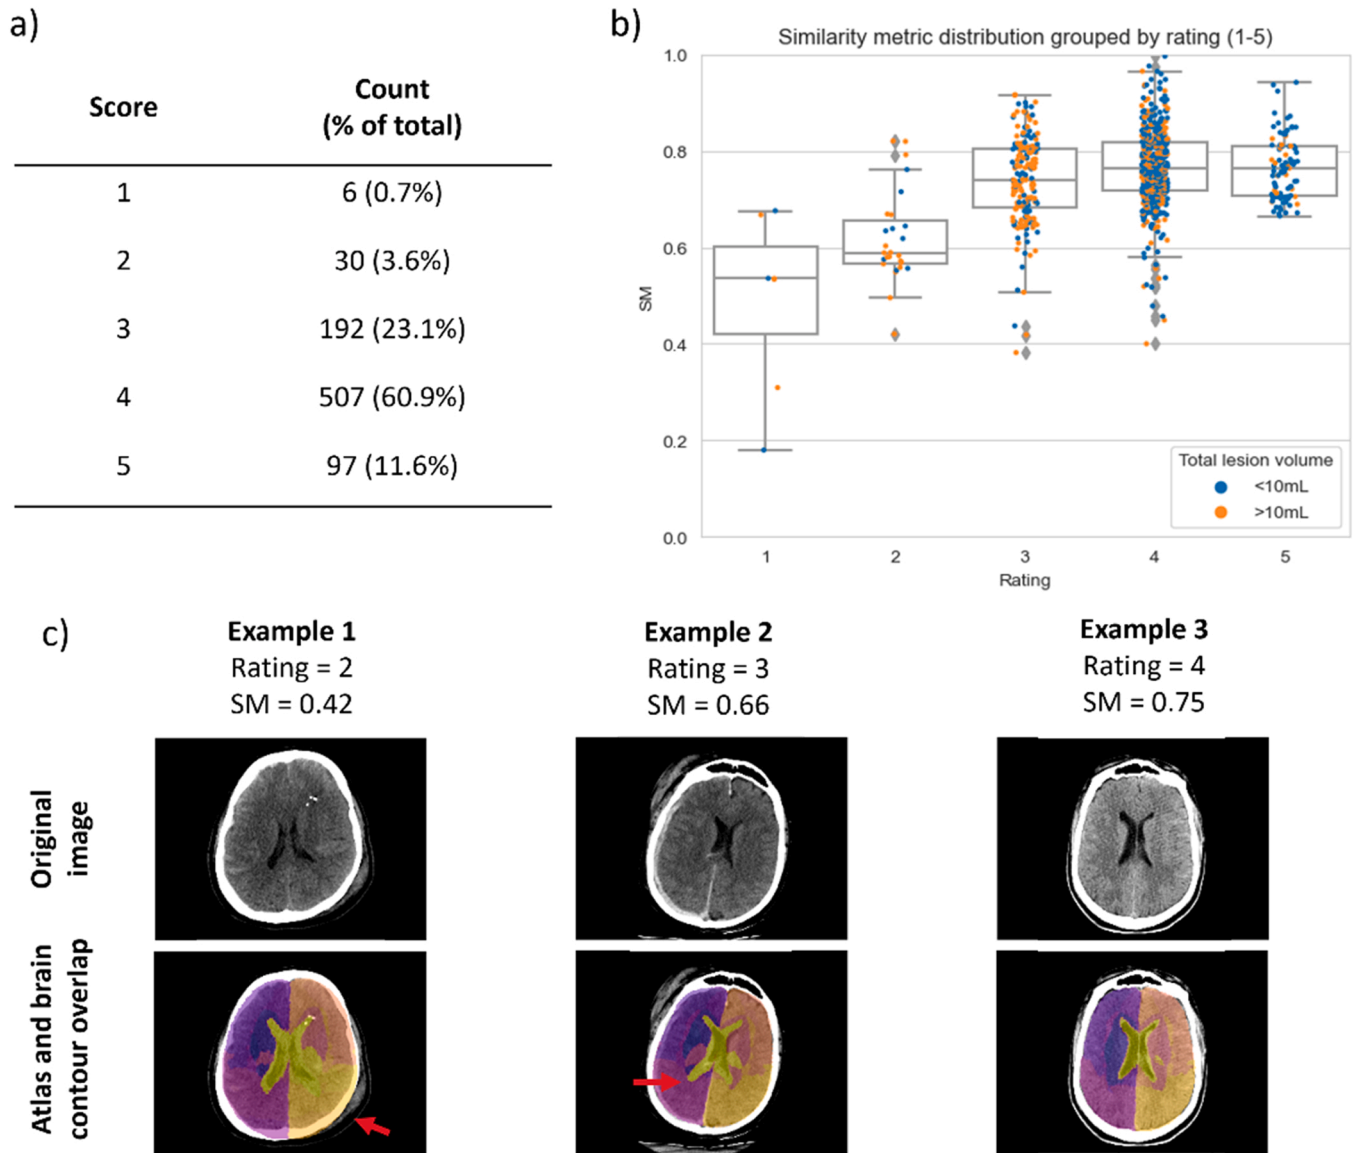 a)
Score
Count
(% of total)
1
6 (0.7%)
2
30 (3.6%)
3
192 (23.1%)
4
507 (60.9%)
5
97 (11.6%)
b)
Similarity metric distribution grouped by rating (1-5)
1.0
0.8
0.6
0.4
0.2
0.0
SM
1
2
3
4
5
Rating
Total lesion volume
<10mL
>10mL
c)
Example 1
Rating = 2
SM = 0.42
Example 2
Rating = 3
SM = 0.66
Example 3
Rating = 4
SM = 0.75
Original
image
Atlas and brain
contour overlap